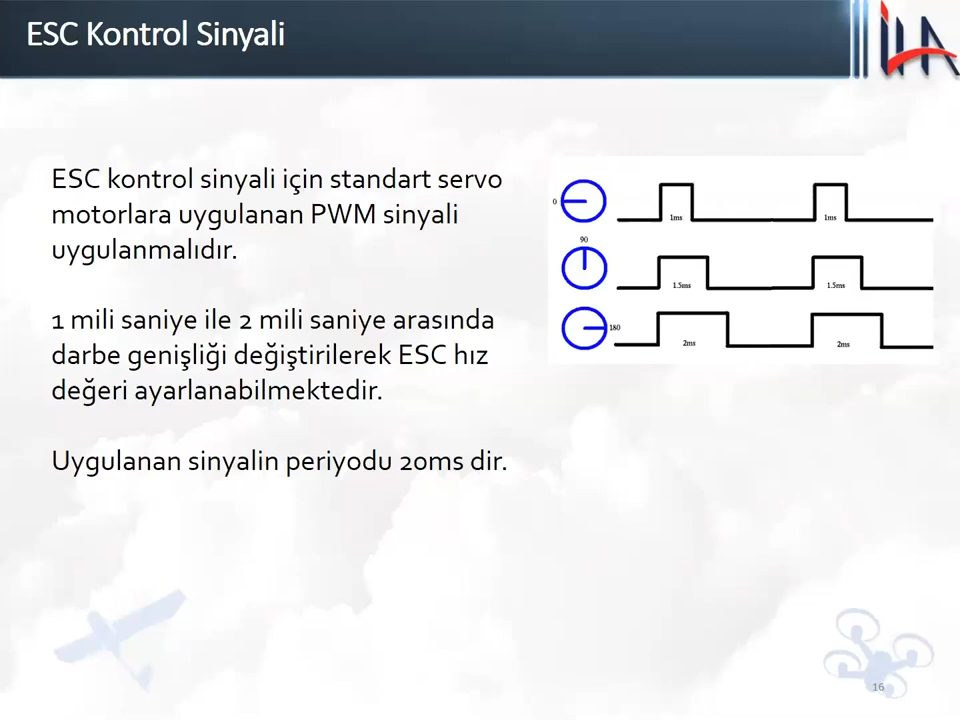 ESC Kontrol Sinyali
İHA
ESC kontrol sinyali için standart servo
motorlara uygulanan PWM sinyali
uygulanmalıdır.
1 mili saniye ile 2 mili saniye arasında
darbe genişliği değiştirilerek ESC hız
değeri ayarlanabilmektedir.
Uygulanan sinyalin periyodu 20ms dir.
0
1ms
1ms
90
1.5ms
1.5ms
180
2ms
2ms
16